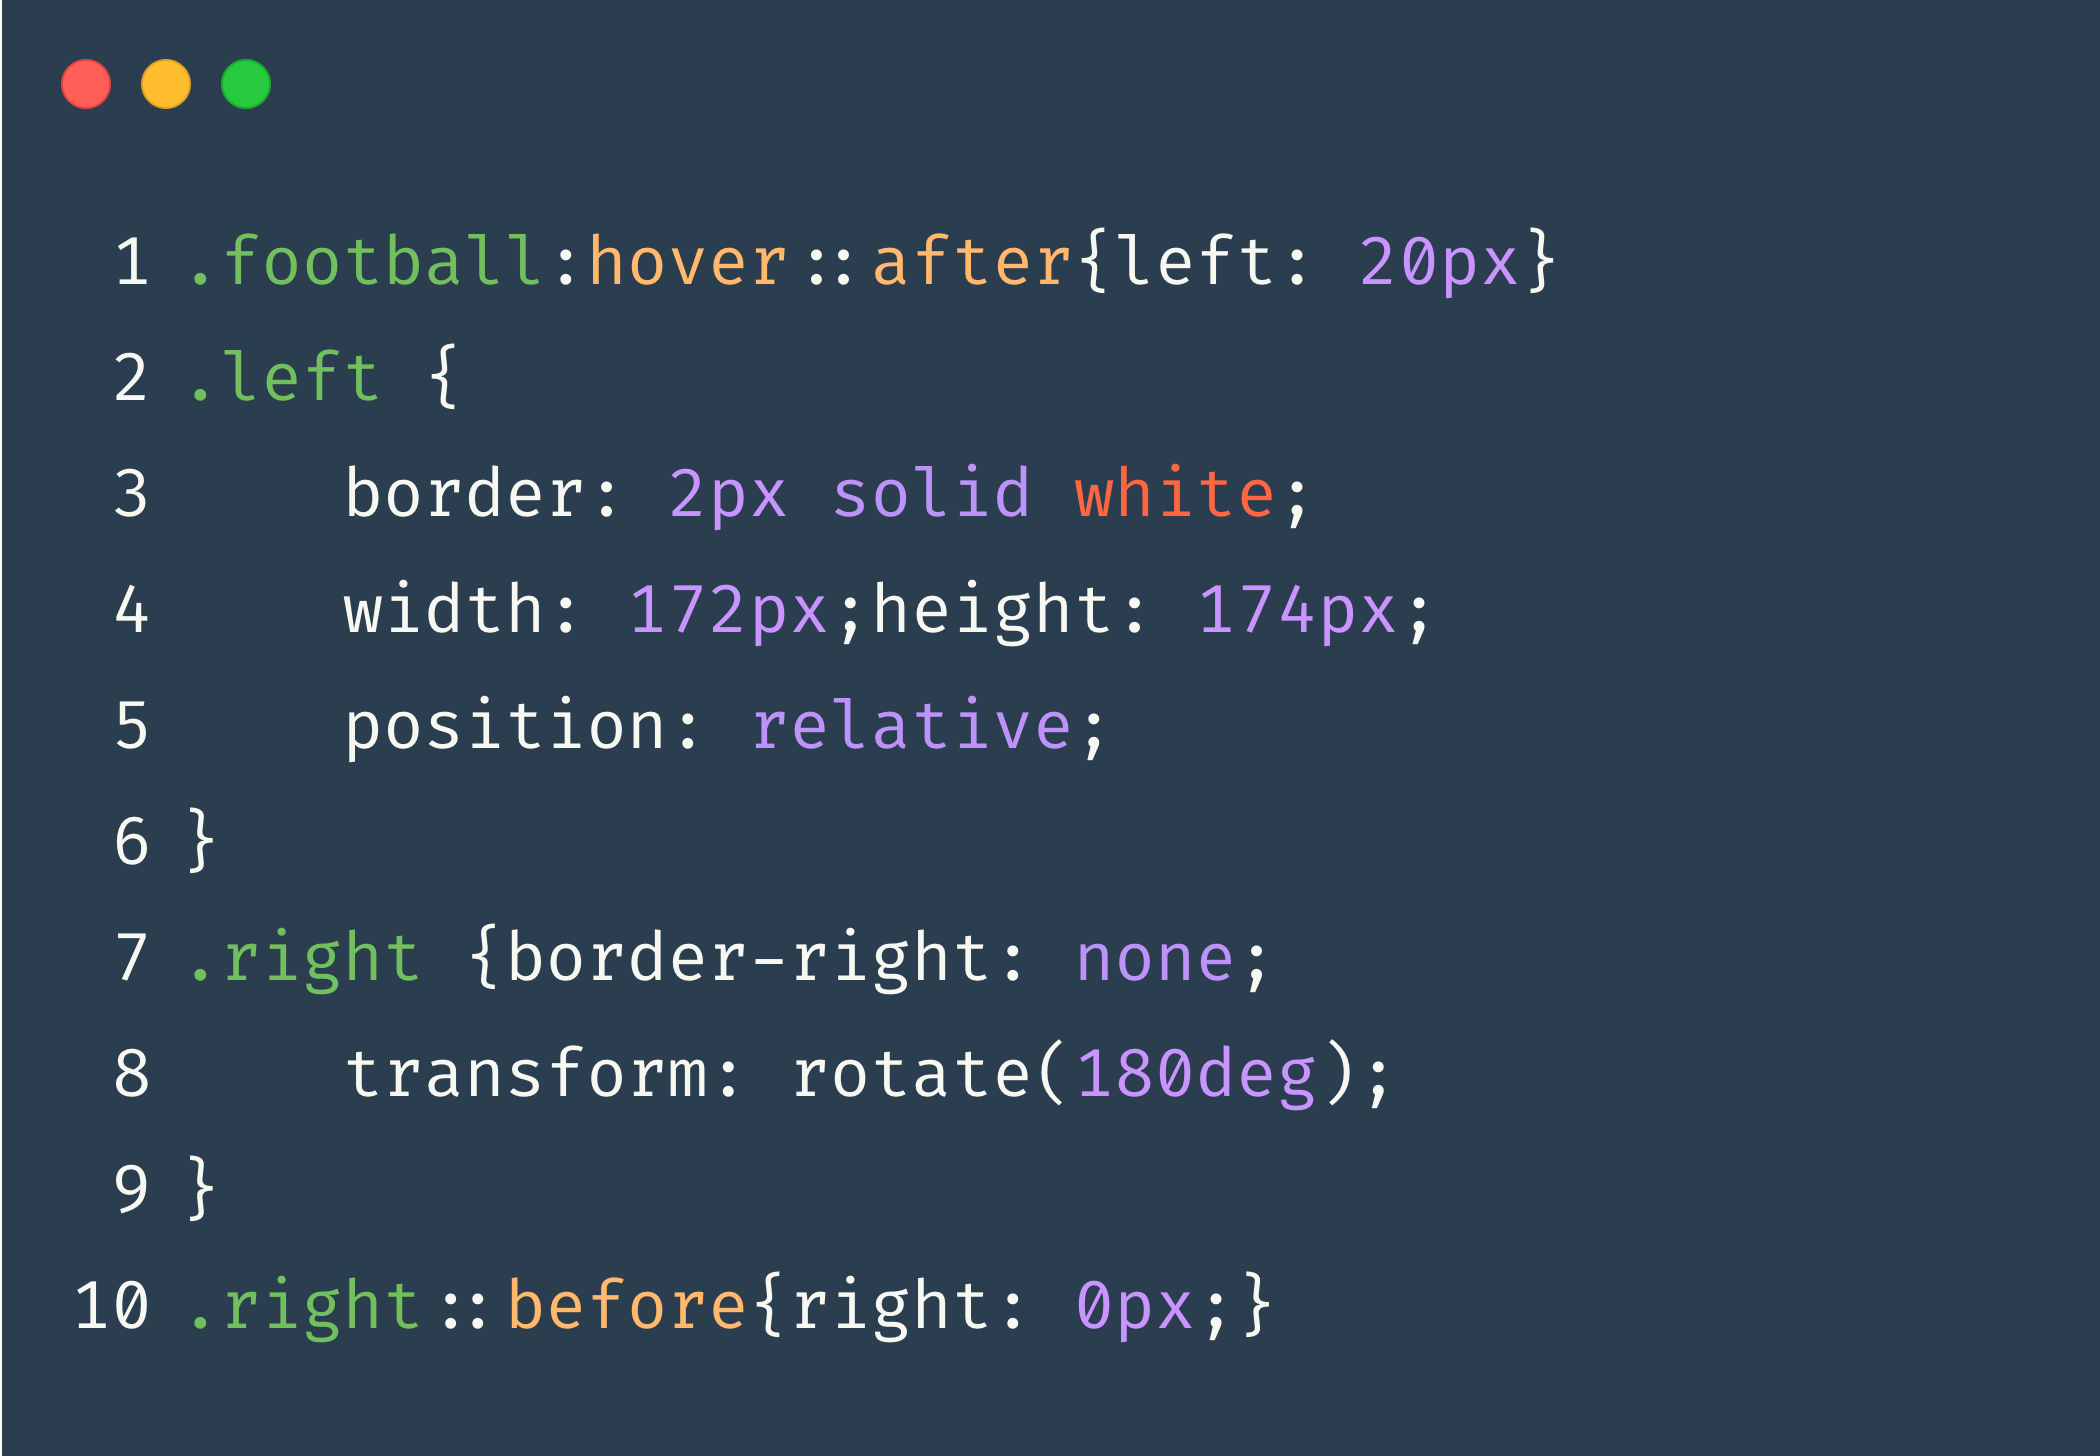 1 .football:hover::after{left: 20px}
2 .left {
3     border: 2px solid white;
4     width: 172px;height: 174px;
5     position: relative;
6 }
7 .right {border-right: none;
8     transform: rotate(180deg);
9 }
10 .right::before{right: 0px;}